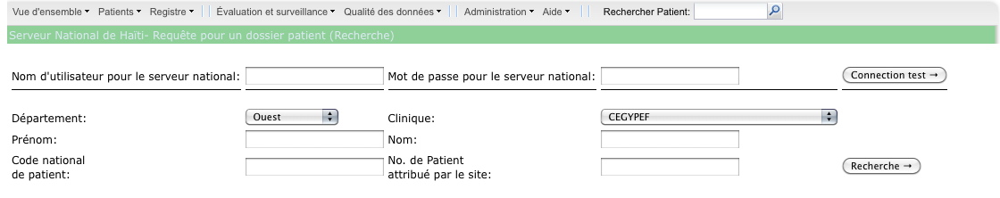 Vue d'ensemble Patients Registre Évaluation et surveillance Qualité des données Administration Aide Rechercher Patient:
Serveur National de Haïti- Requête pour un dossier patient (Recherche)
Nom d'utilisateur pour le serveur national: Mot de passe pour le serveur national: Connection test →
Département: Ouest Clinique: CEGYPEF
Prénom: Nom:
Code national No. de Patient
de patient: attribué par le site: Recherche →